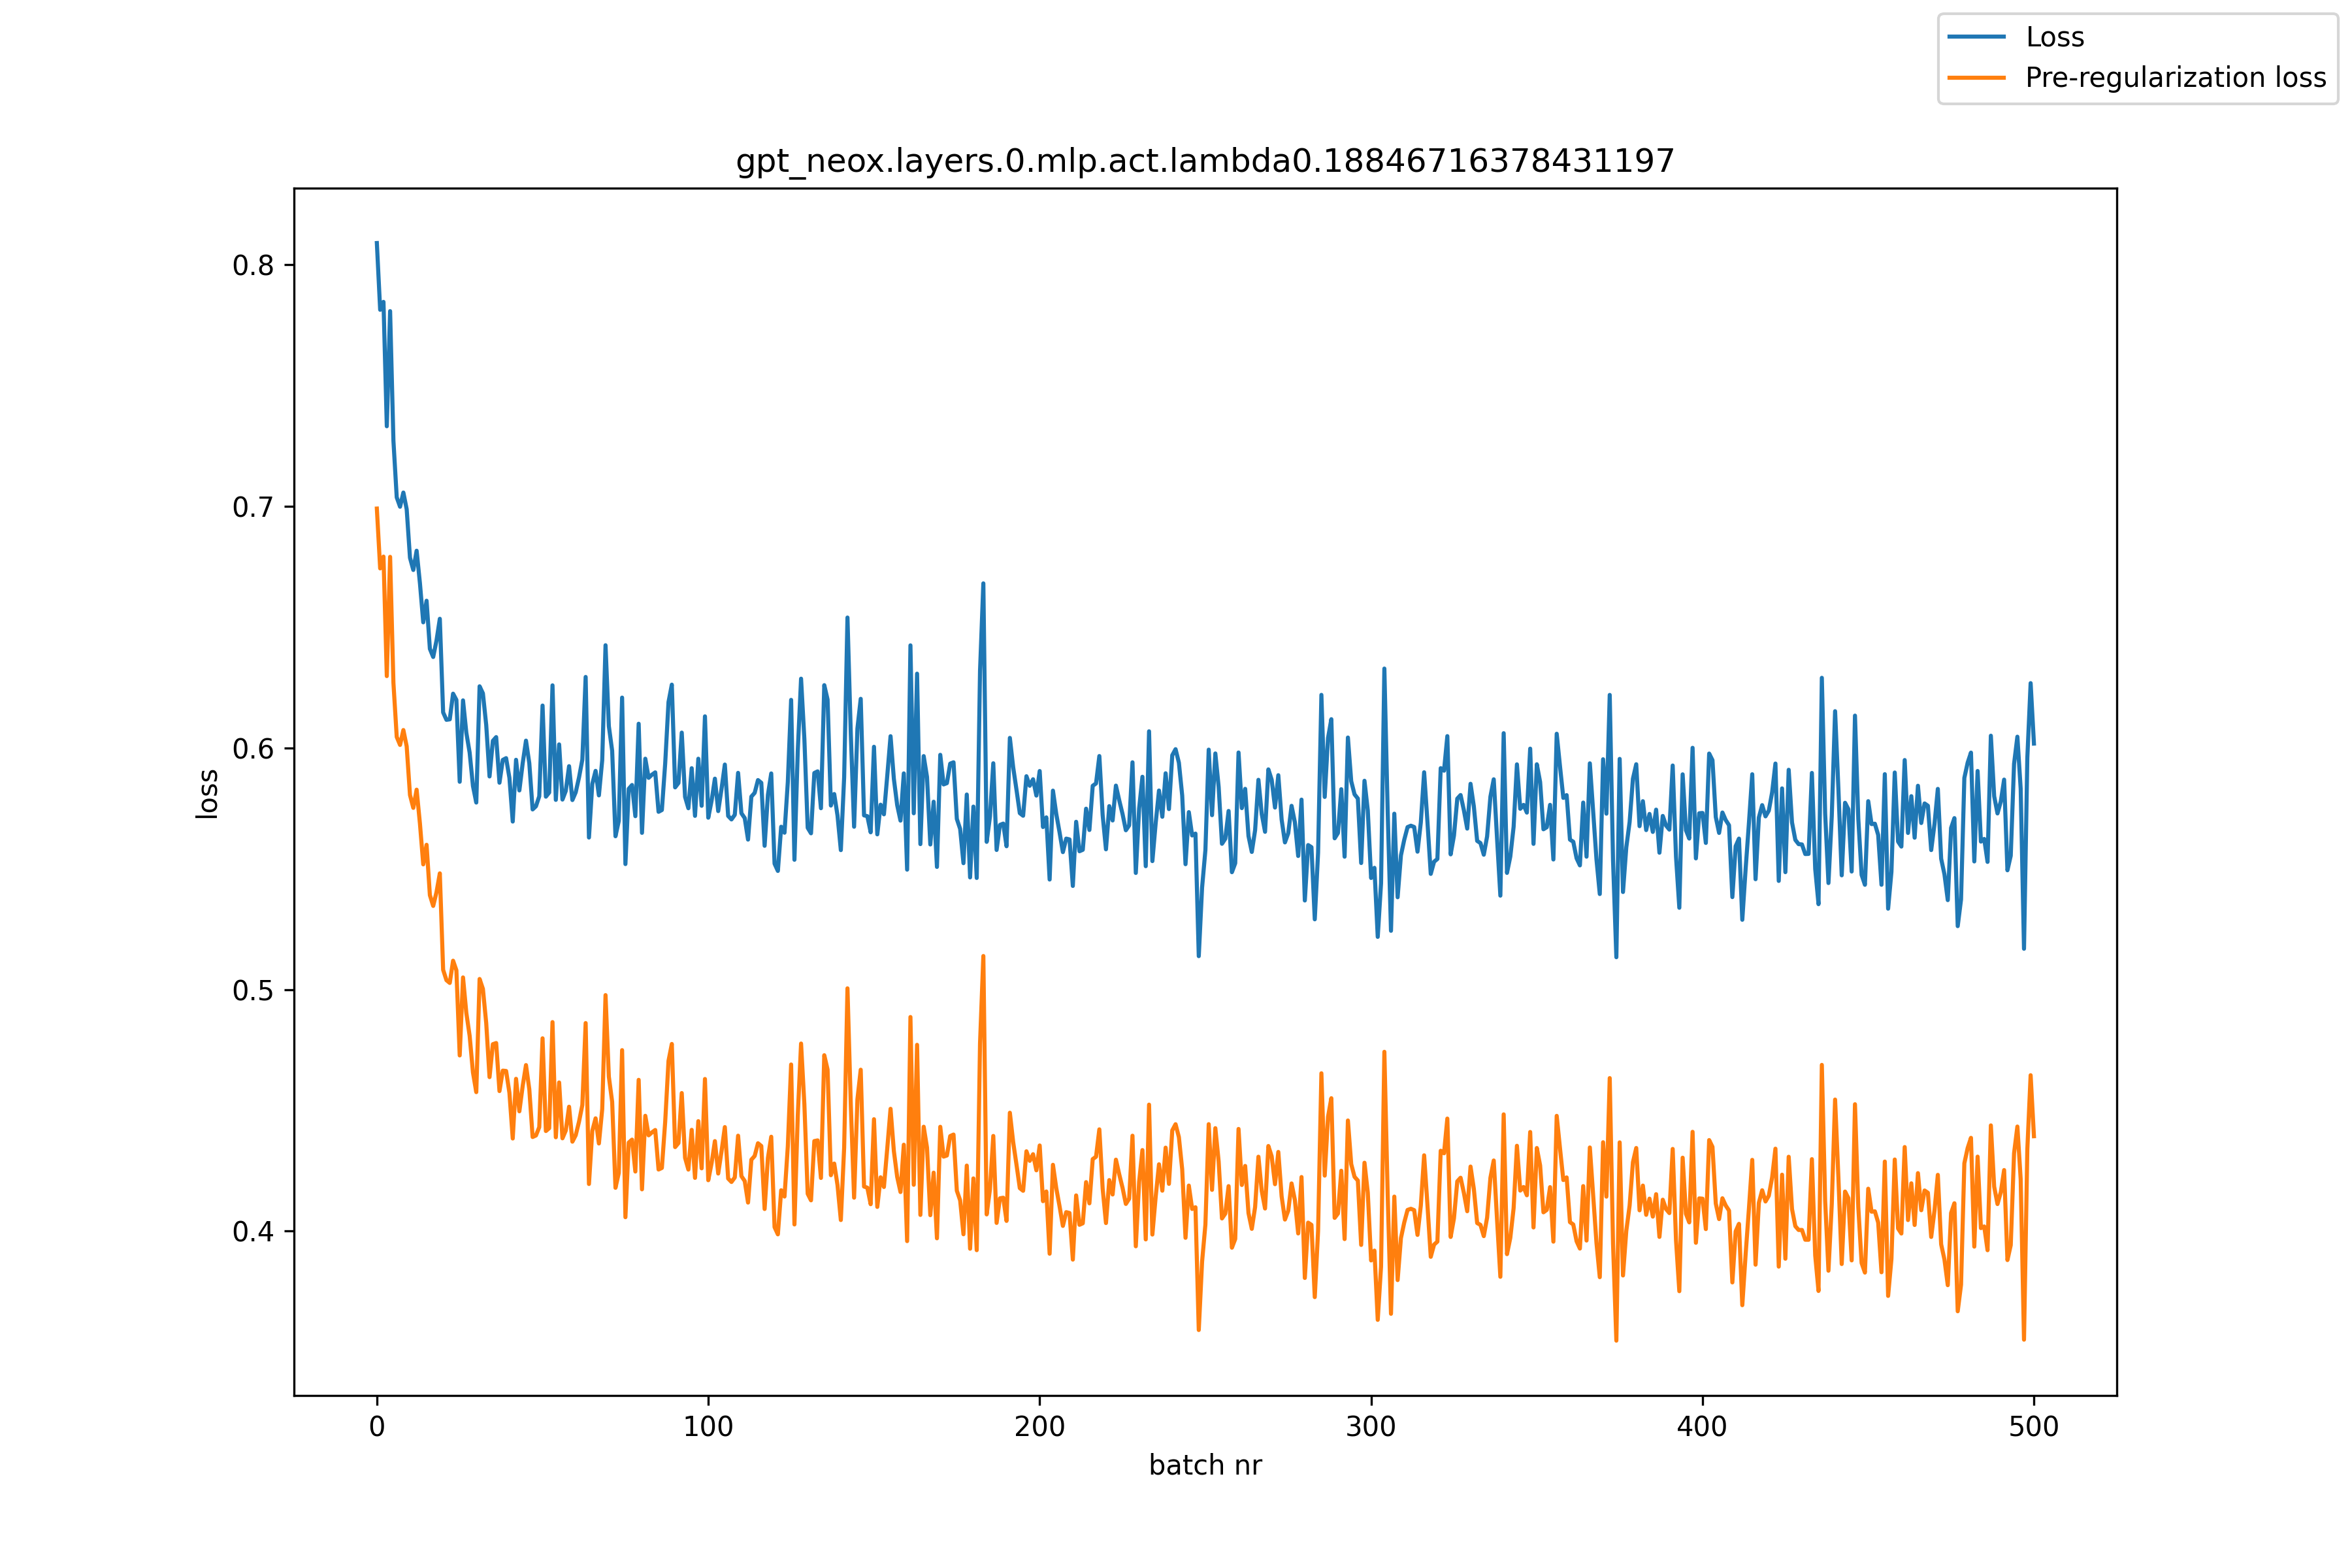 Loss
Pre-regularization loss
gpt_neox.layers.0.mlp.act.lambda0.18846716378431197
0.8
0.7
0.6
0.5
0.4
loss
0 100 200 300 400 500
batch nr